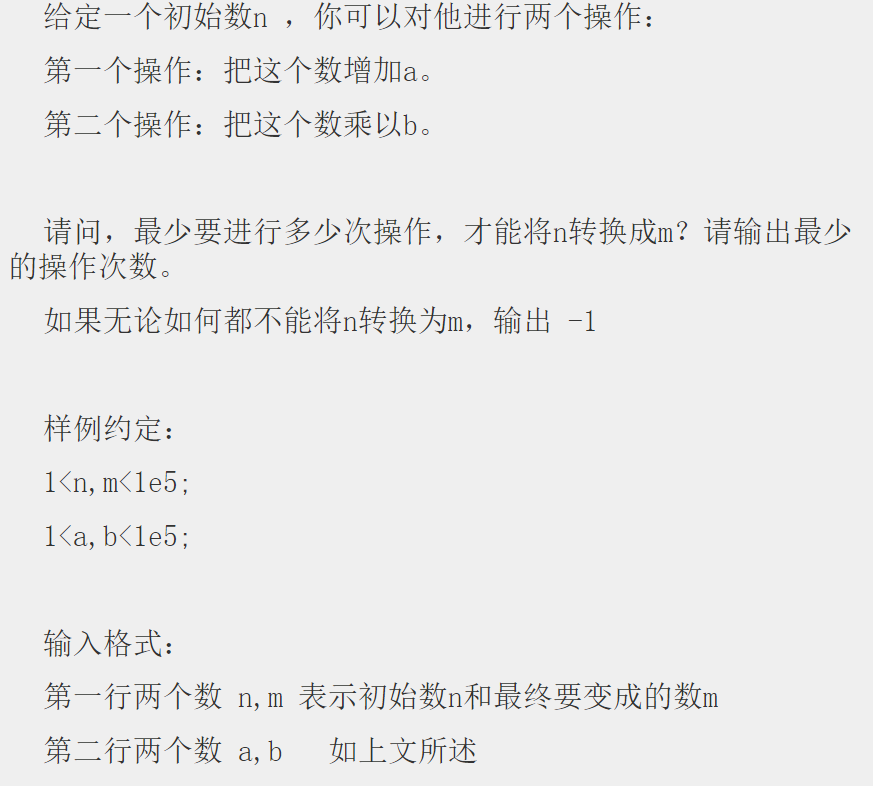 给定一个初始数n ，你可以对他进行两个操作：
第一个操作：把这个数增加a。
第二个操作：把这个数乘以b。
请问，最少要进行多少次操作，才能将n转换成m？请输出最少
的操作次数。
如果无论如何都不能将n转换为m，输出 -1
样例约定：
1<n,m<1e5;
1<a,b<1e5;
输入格式：
第一行两个数 n,m 表示初始数n和最终要变成的数m
第二行两个数 a,b 如上文所述